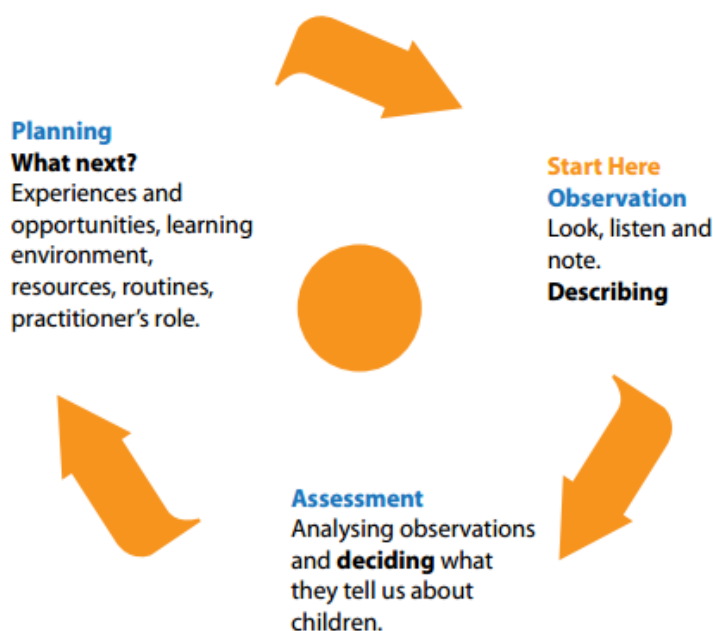 Planning
What next?
Experiences and
opportunities, learning
environment,
resources, routines,
practitioner’s role.
Start Here
Observation
Look, listen and
note.
Describing
Assessment
Analysing observations
and deciding what
they tell us about
children.